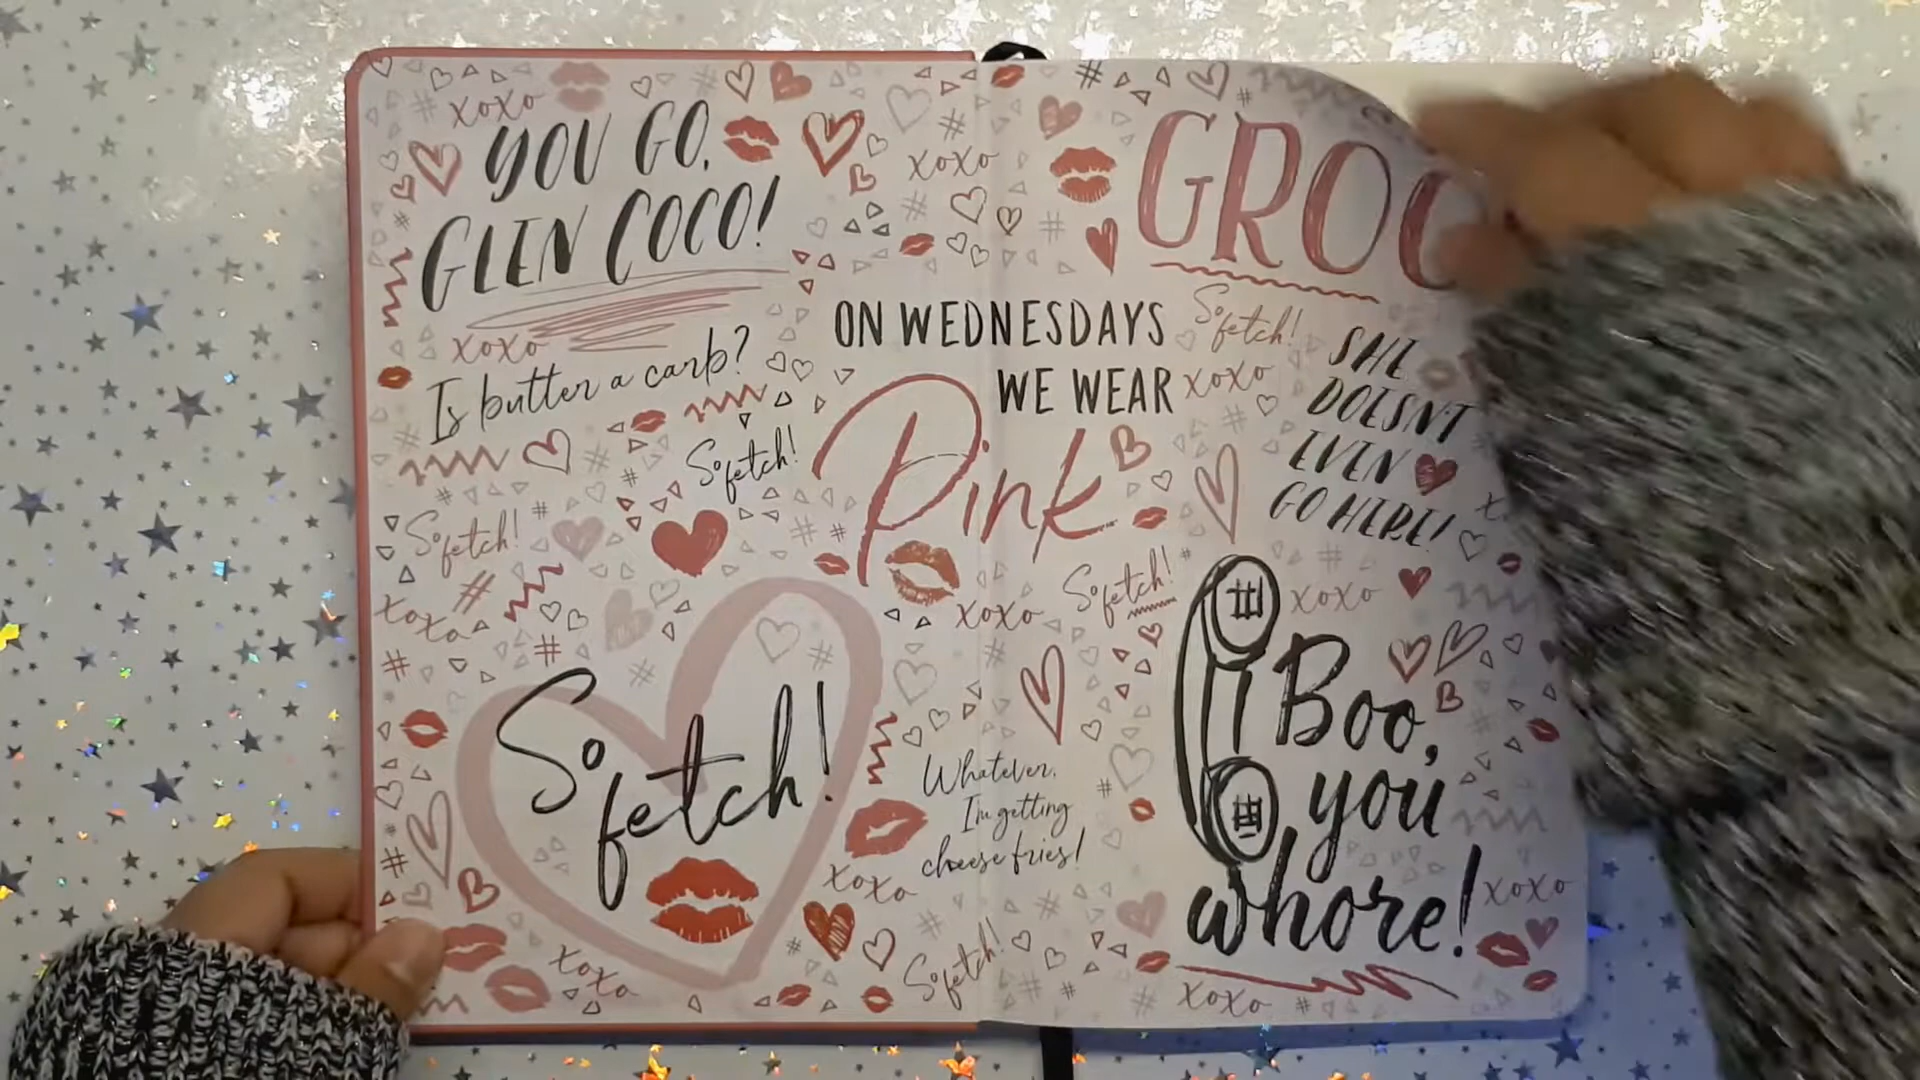 xoxo
YOU GO,
GLEN COCO!
xoxo
Is butter a carb?
So fetch!
So fetch!
xoxo
So
fetch!
xoxo
xoxo
ON WEDNESDAYS
WE WEAR
Pink
xoxo
Whatever,
I'm getting
cheese fries!
xoxo
So fetch!
So fetch!
xoxo
So fetch!
xoxo
SHE
DOESN'T
EVEN
GO HERE!
xoxo
Boo,
you
whore!
xoxo
xoxo